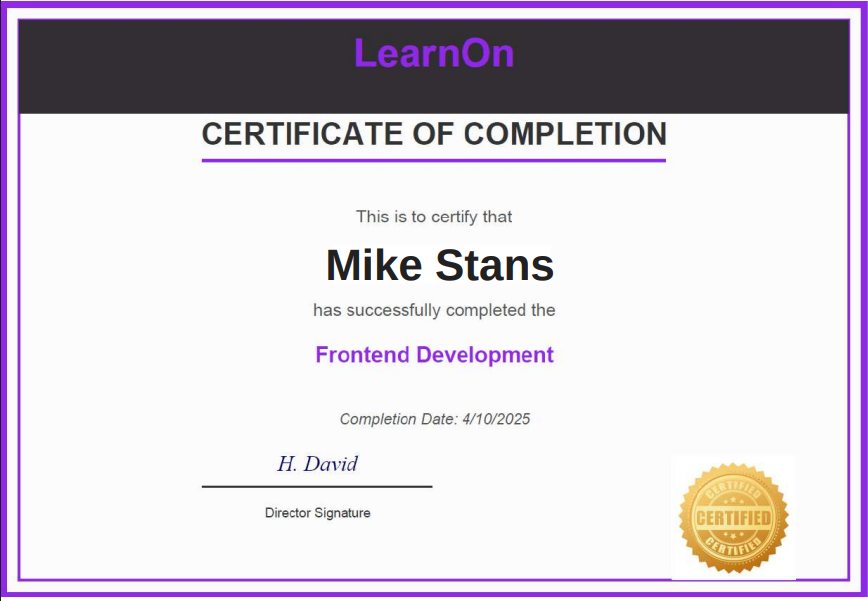 LearnOn
CERTIFICATE OF COMPLETION
This is to certify that
Mike Stans
has successfully completed the
Frontend Development
Completion Date: 4/10/2025
H. David
Director Signature
CERTIFIED
CERTIFIED
CERTIFIED